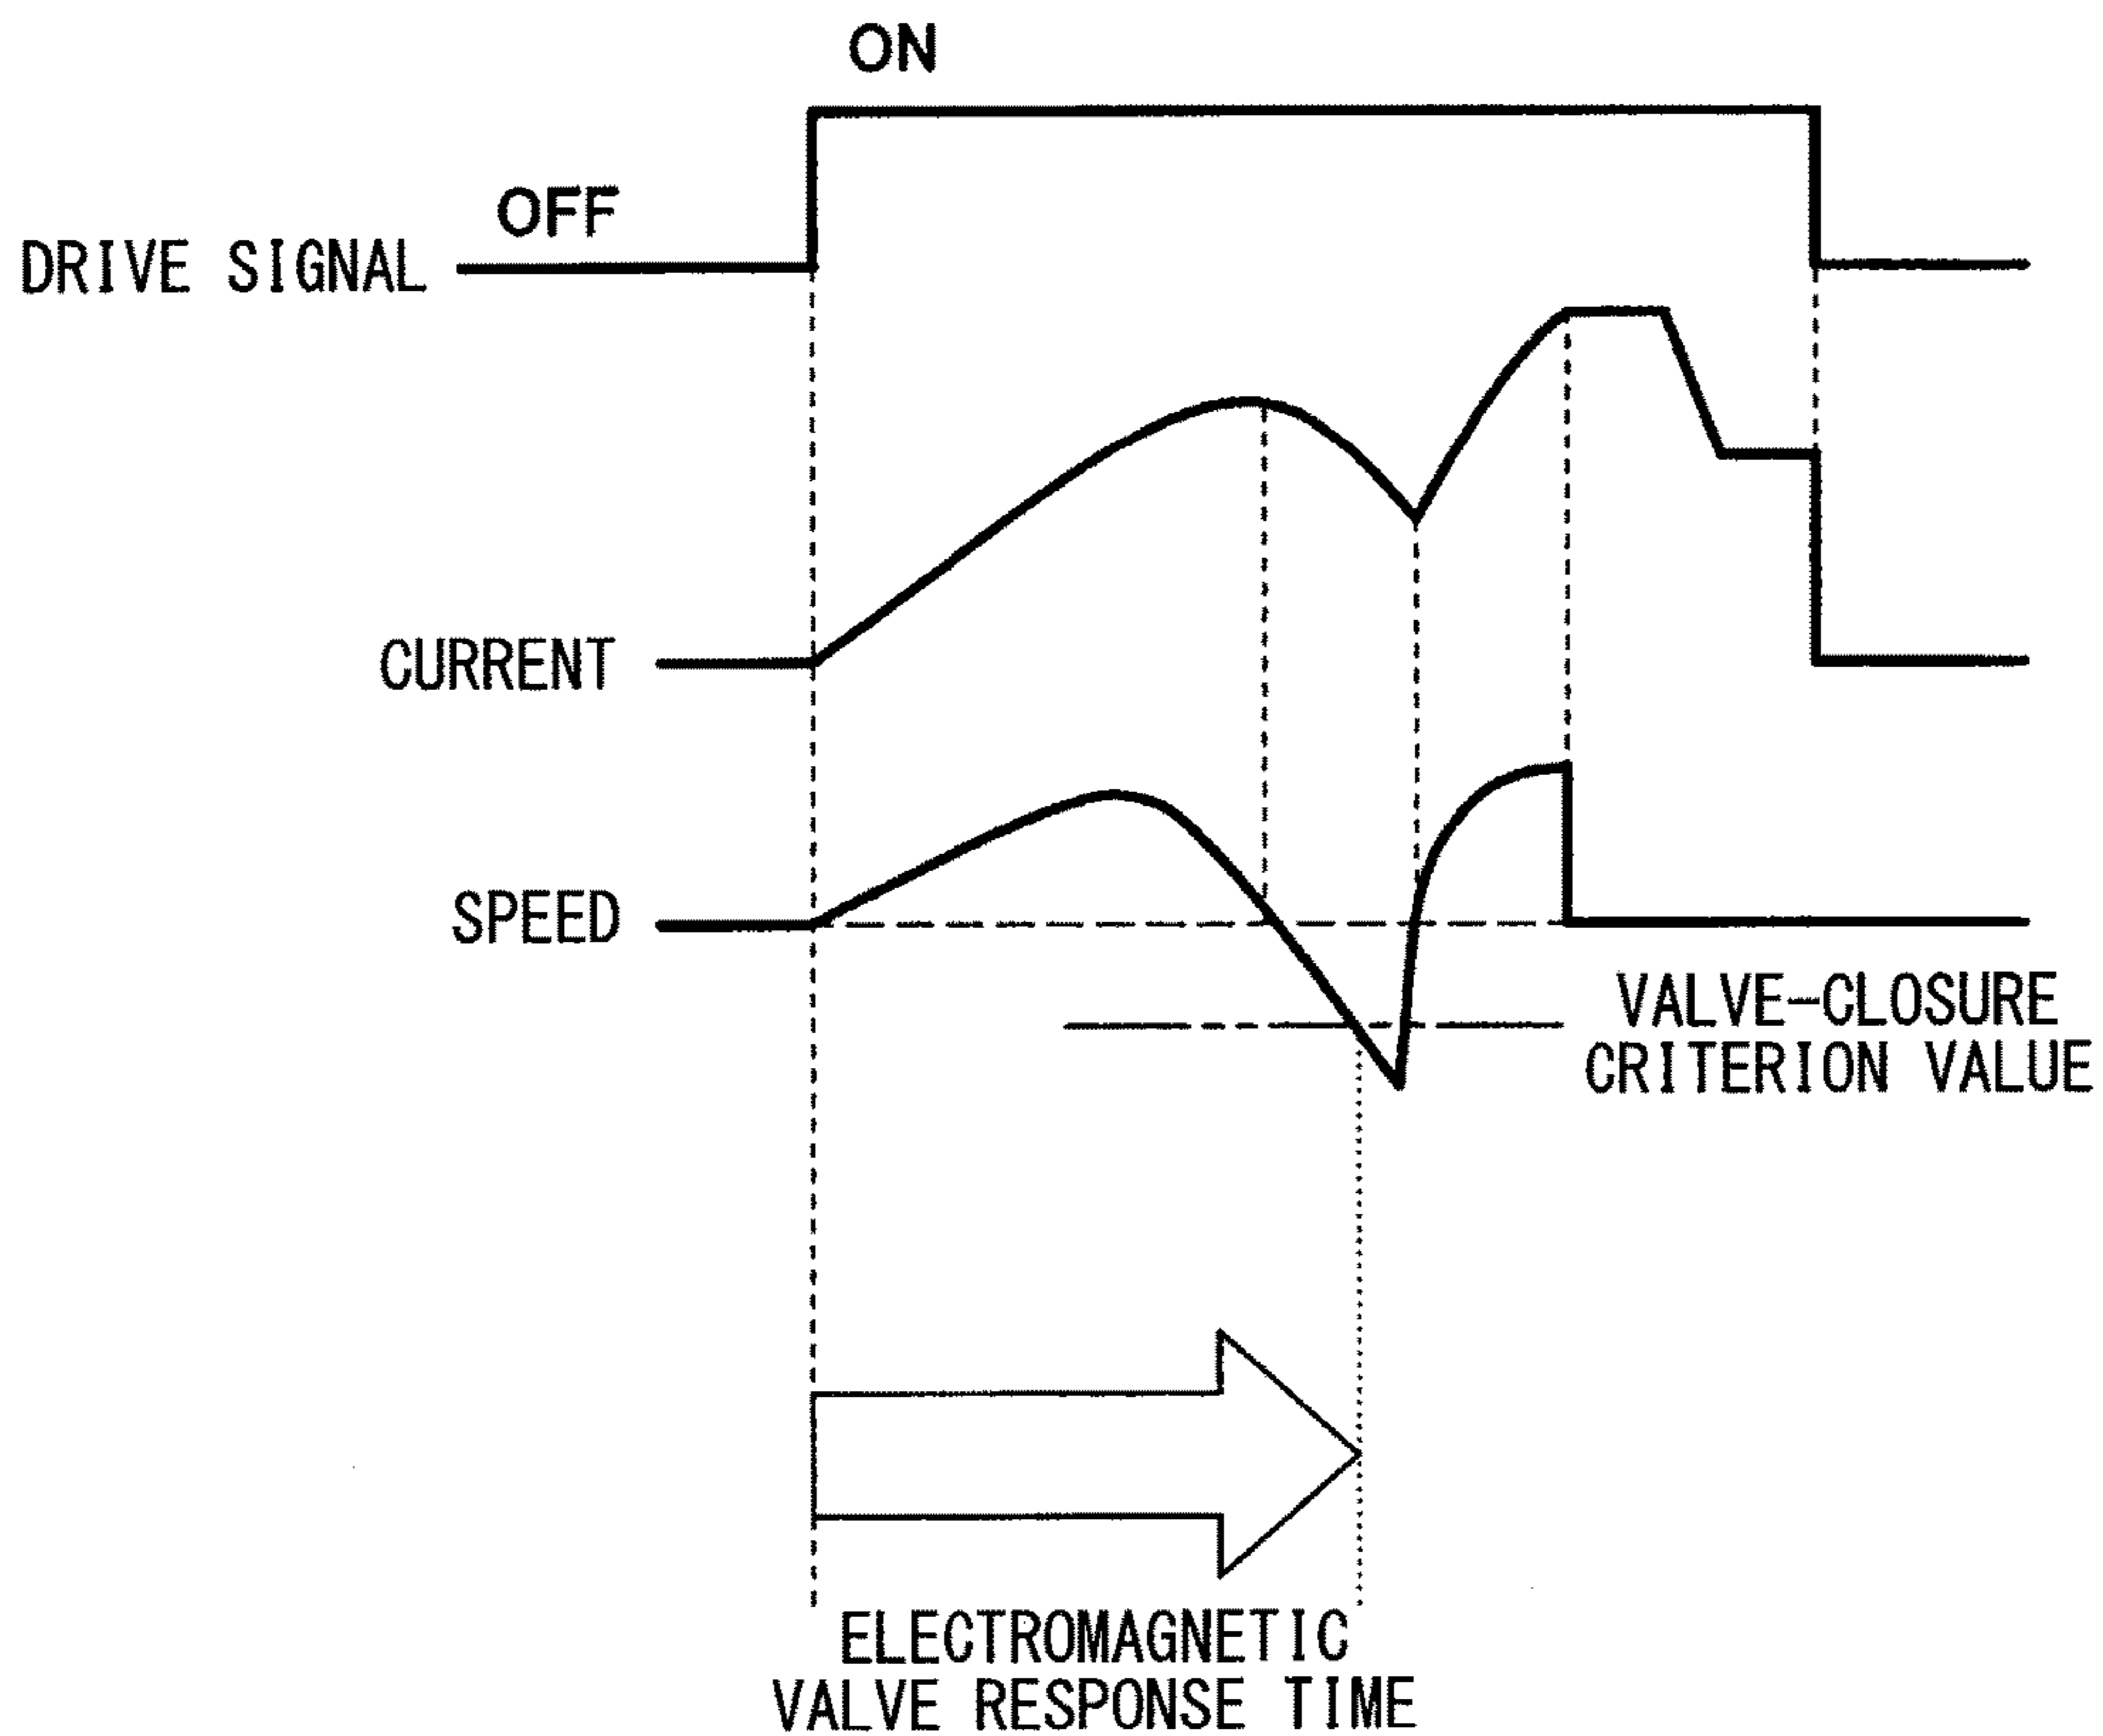 ON
OFF
DRIVE SIGNAL
CURRENT
SPEED
VALVE-CLOSURE
CRITERION VALUE
ELECTROMAGNETIC
VALVE RESPONSE TIME